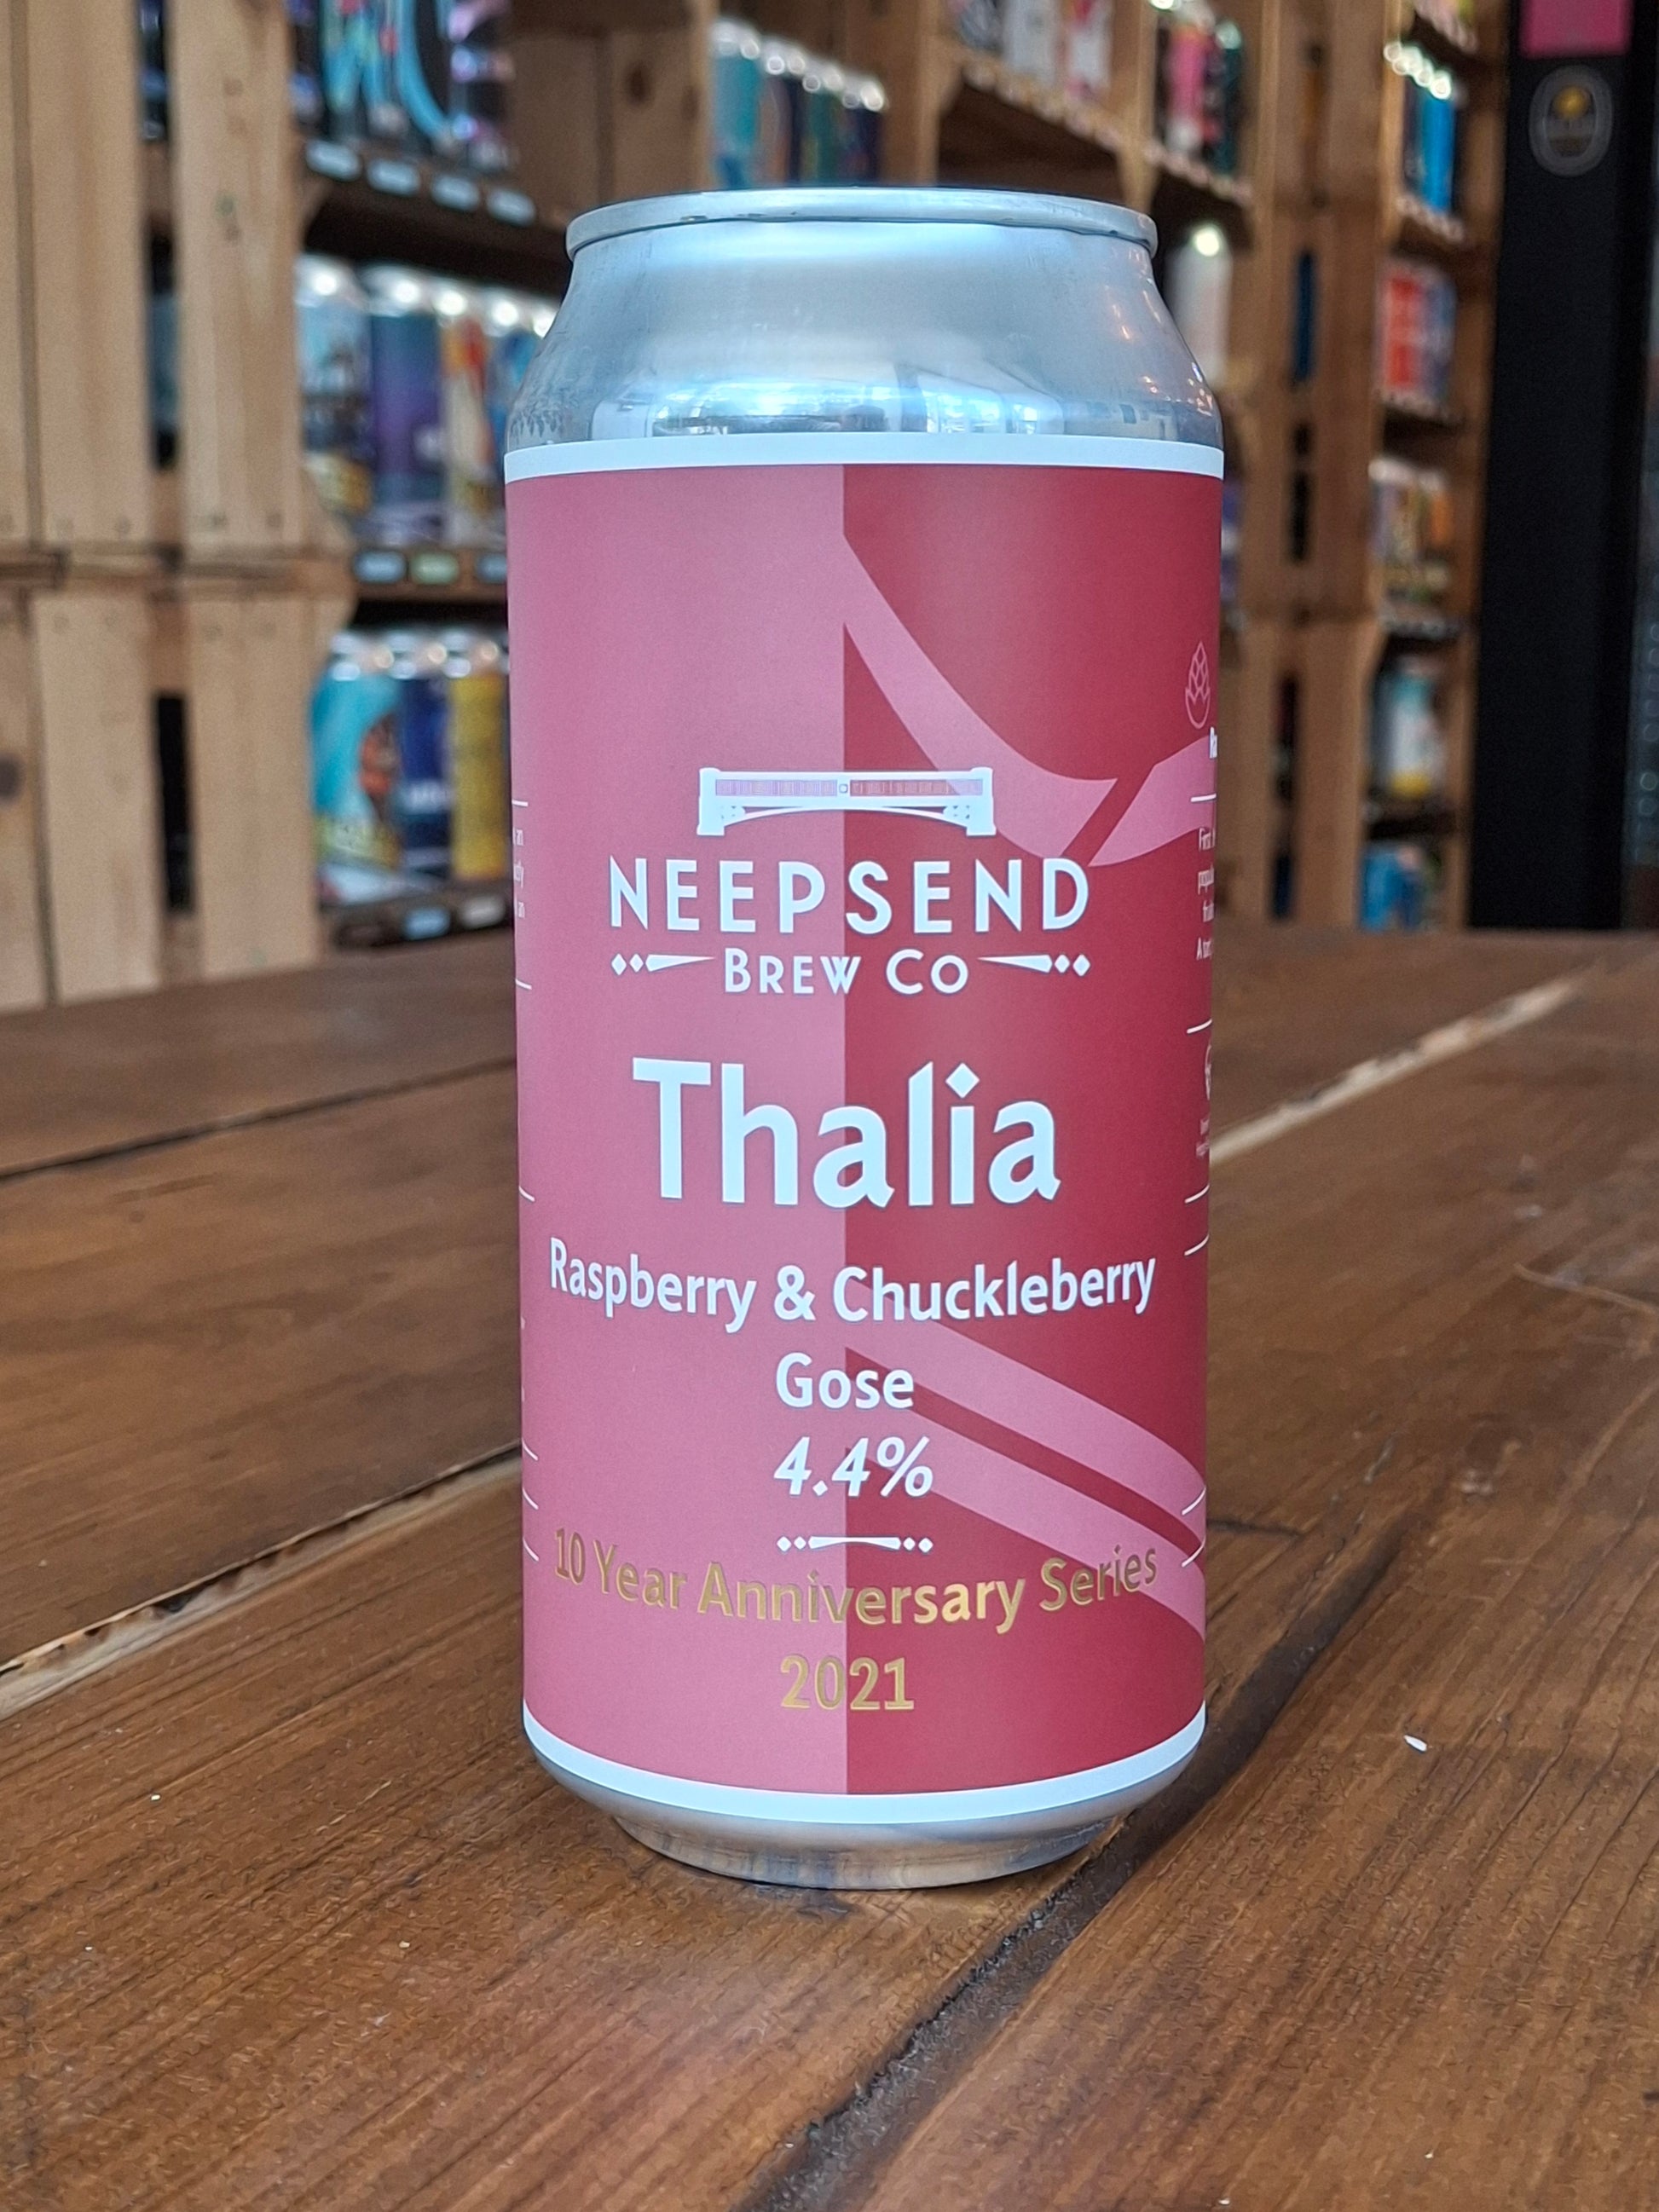 NEEPSEND
BREW CO
Thalia
Raspberry & Chuckleberry
Gose
4.4%
10 Year Anniversary Series
2021